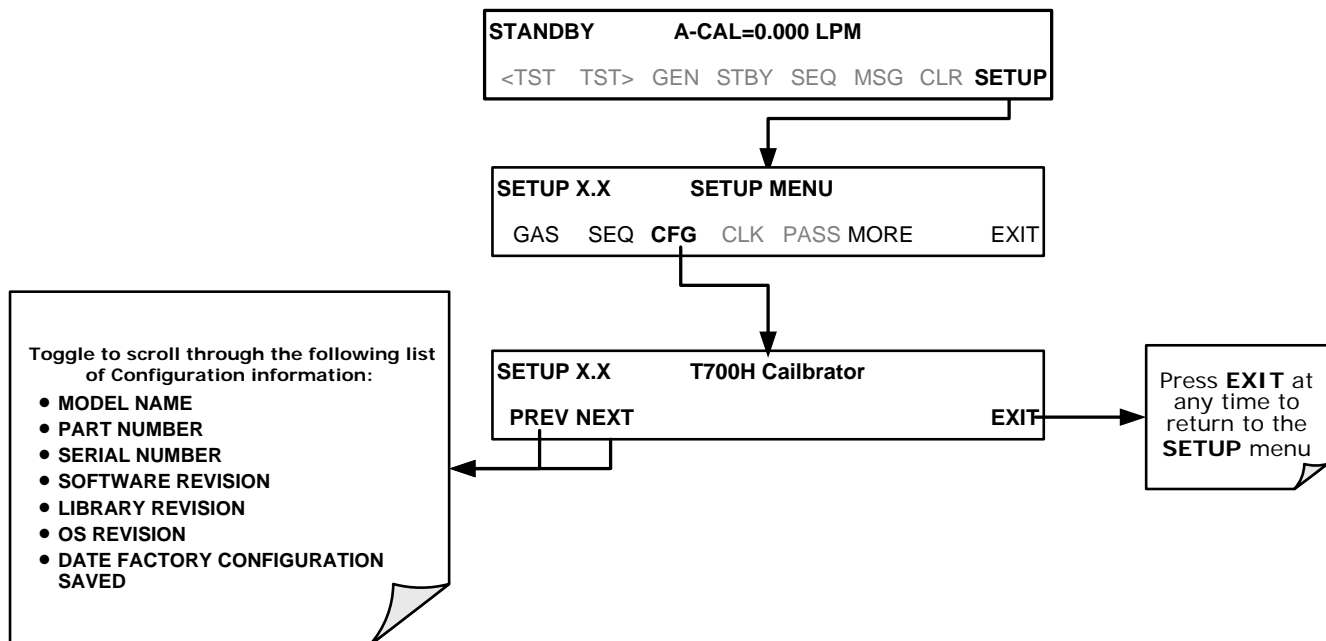 STANDBY A-CAL=0.000 LPM
<TST TST> GEN STBY SEQ MSG CLR SETUP
SETUP X.X SETUP MENU
GAS SEQ CFG CLK PASS MORE EXIT
SETUP X.X T700H Cailbrator
PREV NEXT EXIT
Toggle to scroll through the following list
of Configuration information:
● MODEL NAME
● PART NUMBER
● SERIAL NUMBER
● SOFTWARE REVISION
● LIBRARY REVISION
● OS REVISION
● DATE FACTORY CONFIGURATION
SAVED
Press EXIT at
any time to
return to the
SETUP menu